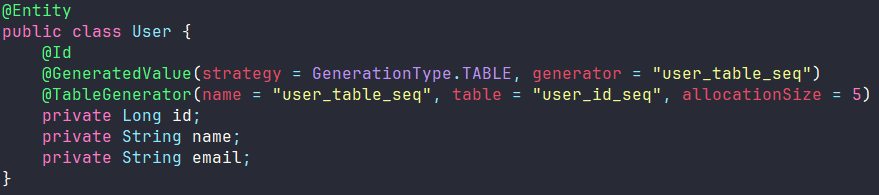 @Entity
public class User {
    @Id
    @GeneratedValue(strategy = GenerationType.TABLE, generator = "user_table_seq")
    @TableGenerator(name = "user_table_seq", table = "user_id_seq", allocationSize = 5)
    private Long id;
    private String name;
    private String email;
}